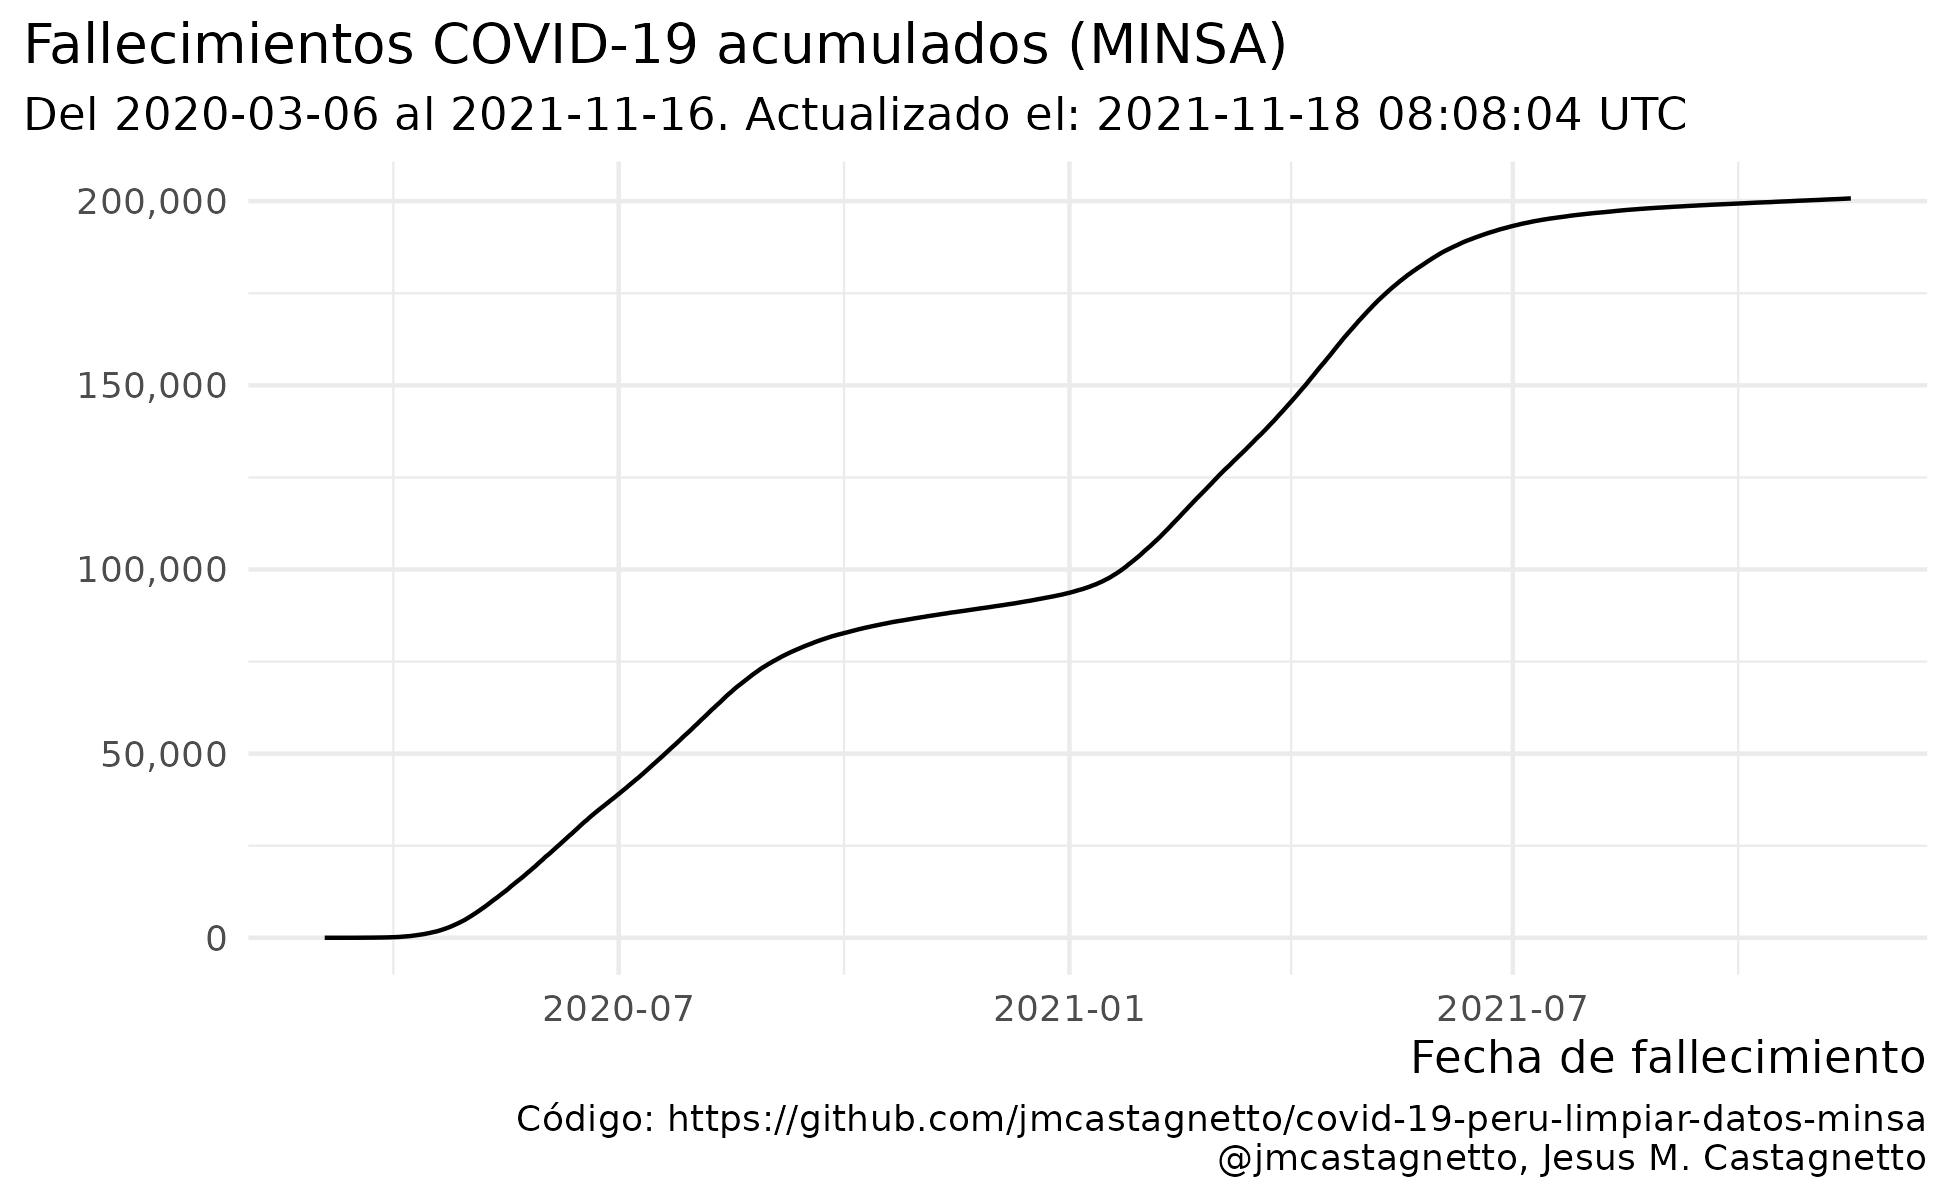 Fallecimientos COVID-19 acumulados (MINSA)
Del 2020-03-06 al 2021-11-16. Actualizado el: 2021-11-18 08:08:04 UTC
200,000
150,000
100,000
50,000
0
2020-07 2021-01 2021-07
Fecha de fallecimiento
Código: https://github.com/jmcastagnetto/covid-19-peru-limpiar-datos-minsa
@jmcastagnetto, Jesus M. Castagnetto